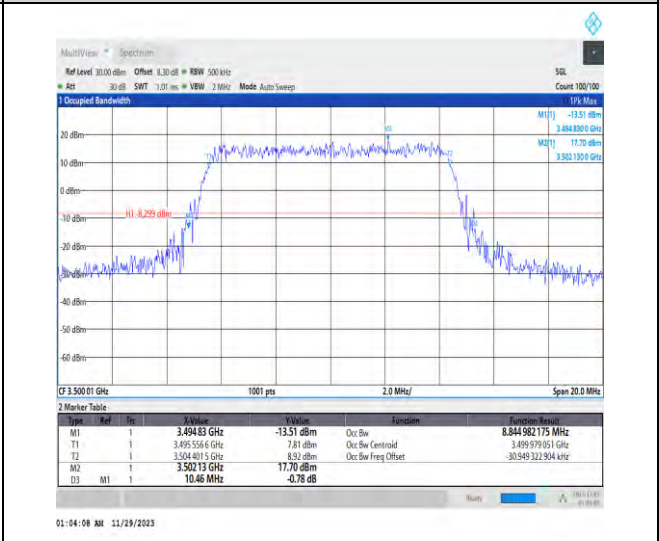 MultiView Spectrum
Ref Level 30.00 dBm Offset 8.30 dB RBW 500 kHz SGL
Att 30 dB SWT 1.01 ms VBW 2 MHz Mode Auto Sweep Count 100/100
1 Occupied Bandwidth 1Pk Max
M1[1] -13.51 dBm
3.494 830 0 GHz
M2[1] 17.70 dBm
3.502 130 0 GHz
M2
T1
T2
20 dBm
10 dBm
0 dBm
H1 -8.299 dBm
-10 dBm
-20 dBm
-30 dBm
-40 dBm
-50 dBm
-60 dBm
CF 3.500 01 GHz 1001 pts 2.0 MHz/ Span 20.0 MHz
2 Marker Table
Type Ref Trc X-Value Y-Value Function Function Result
M1 1 3.494 83 GHz -13.51 dBm Occ Bw 8.844 982 175 MHz
T1 1 3.495 556 6 GHz 7.81 dBm Occ Bw Centroid 3.499 979 051 GHz
T2 1 3.504 401 5 GHz 8.92 dBm Occ Bw Freq Offset -30.949 322 904 kHz
M2 1 3.502 13 GHz 17.70 dBm
D3 M1 1 10.46 MHz -0.78 dB
Ready
01:04:08 AM 11/29/2023